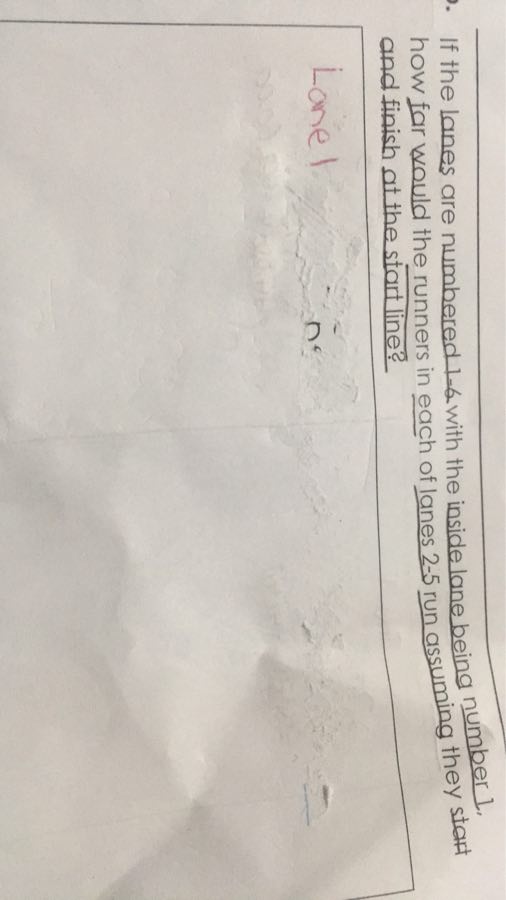 If the lanes are numbered 1-6 with the inside lane being number 1,
how far would the runners in each of lanes 2-5 run assuming they start
and finish at the start line?
Lane 1